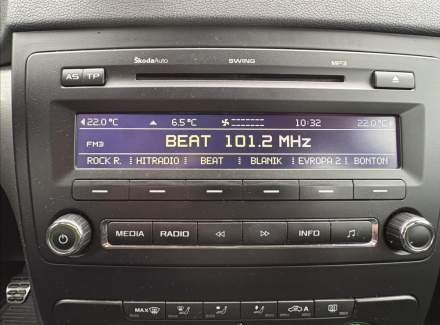 ŠkodaAuto SWING MP3
AS TP
22.0 °C 6.5 °C 10:32 22.0 °C
FM3 BEAT 101.2 MHz
ROCK R. HITRADIO BEAT BLANIK EVROPA 2 BONTON
MEDIA RADIO INFO
MAX A